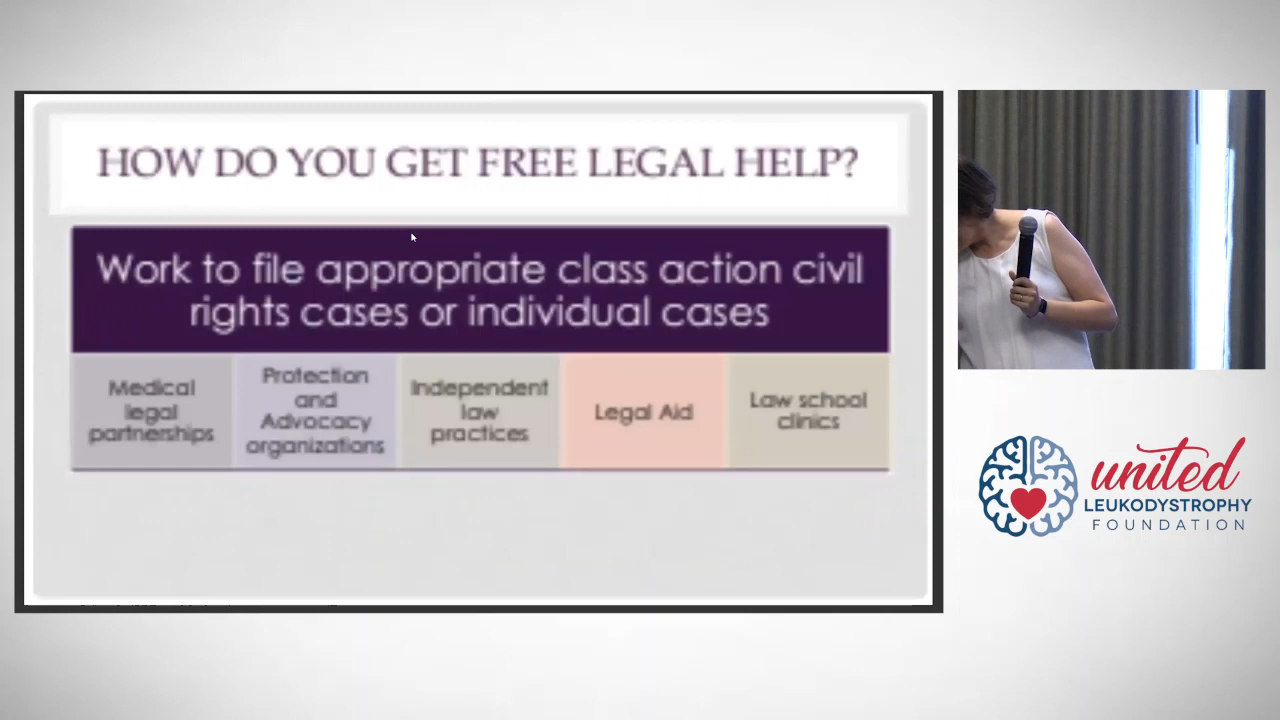 HOW DO YOU GET FREE LEGAL HELP?
Work to file appropriate class action civil
rights cases or individual cases
Medical
legal
partnerships
Protection
and
Advocacy
organizations
Independent
law
practices
Legal Aid
Law school
clinics
united
LEUKODYSTROPHY
FOUNDATION